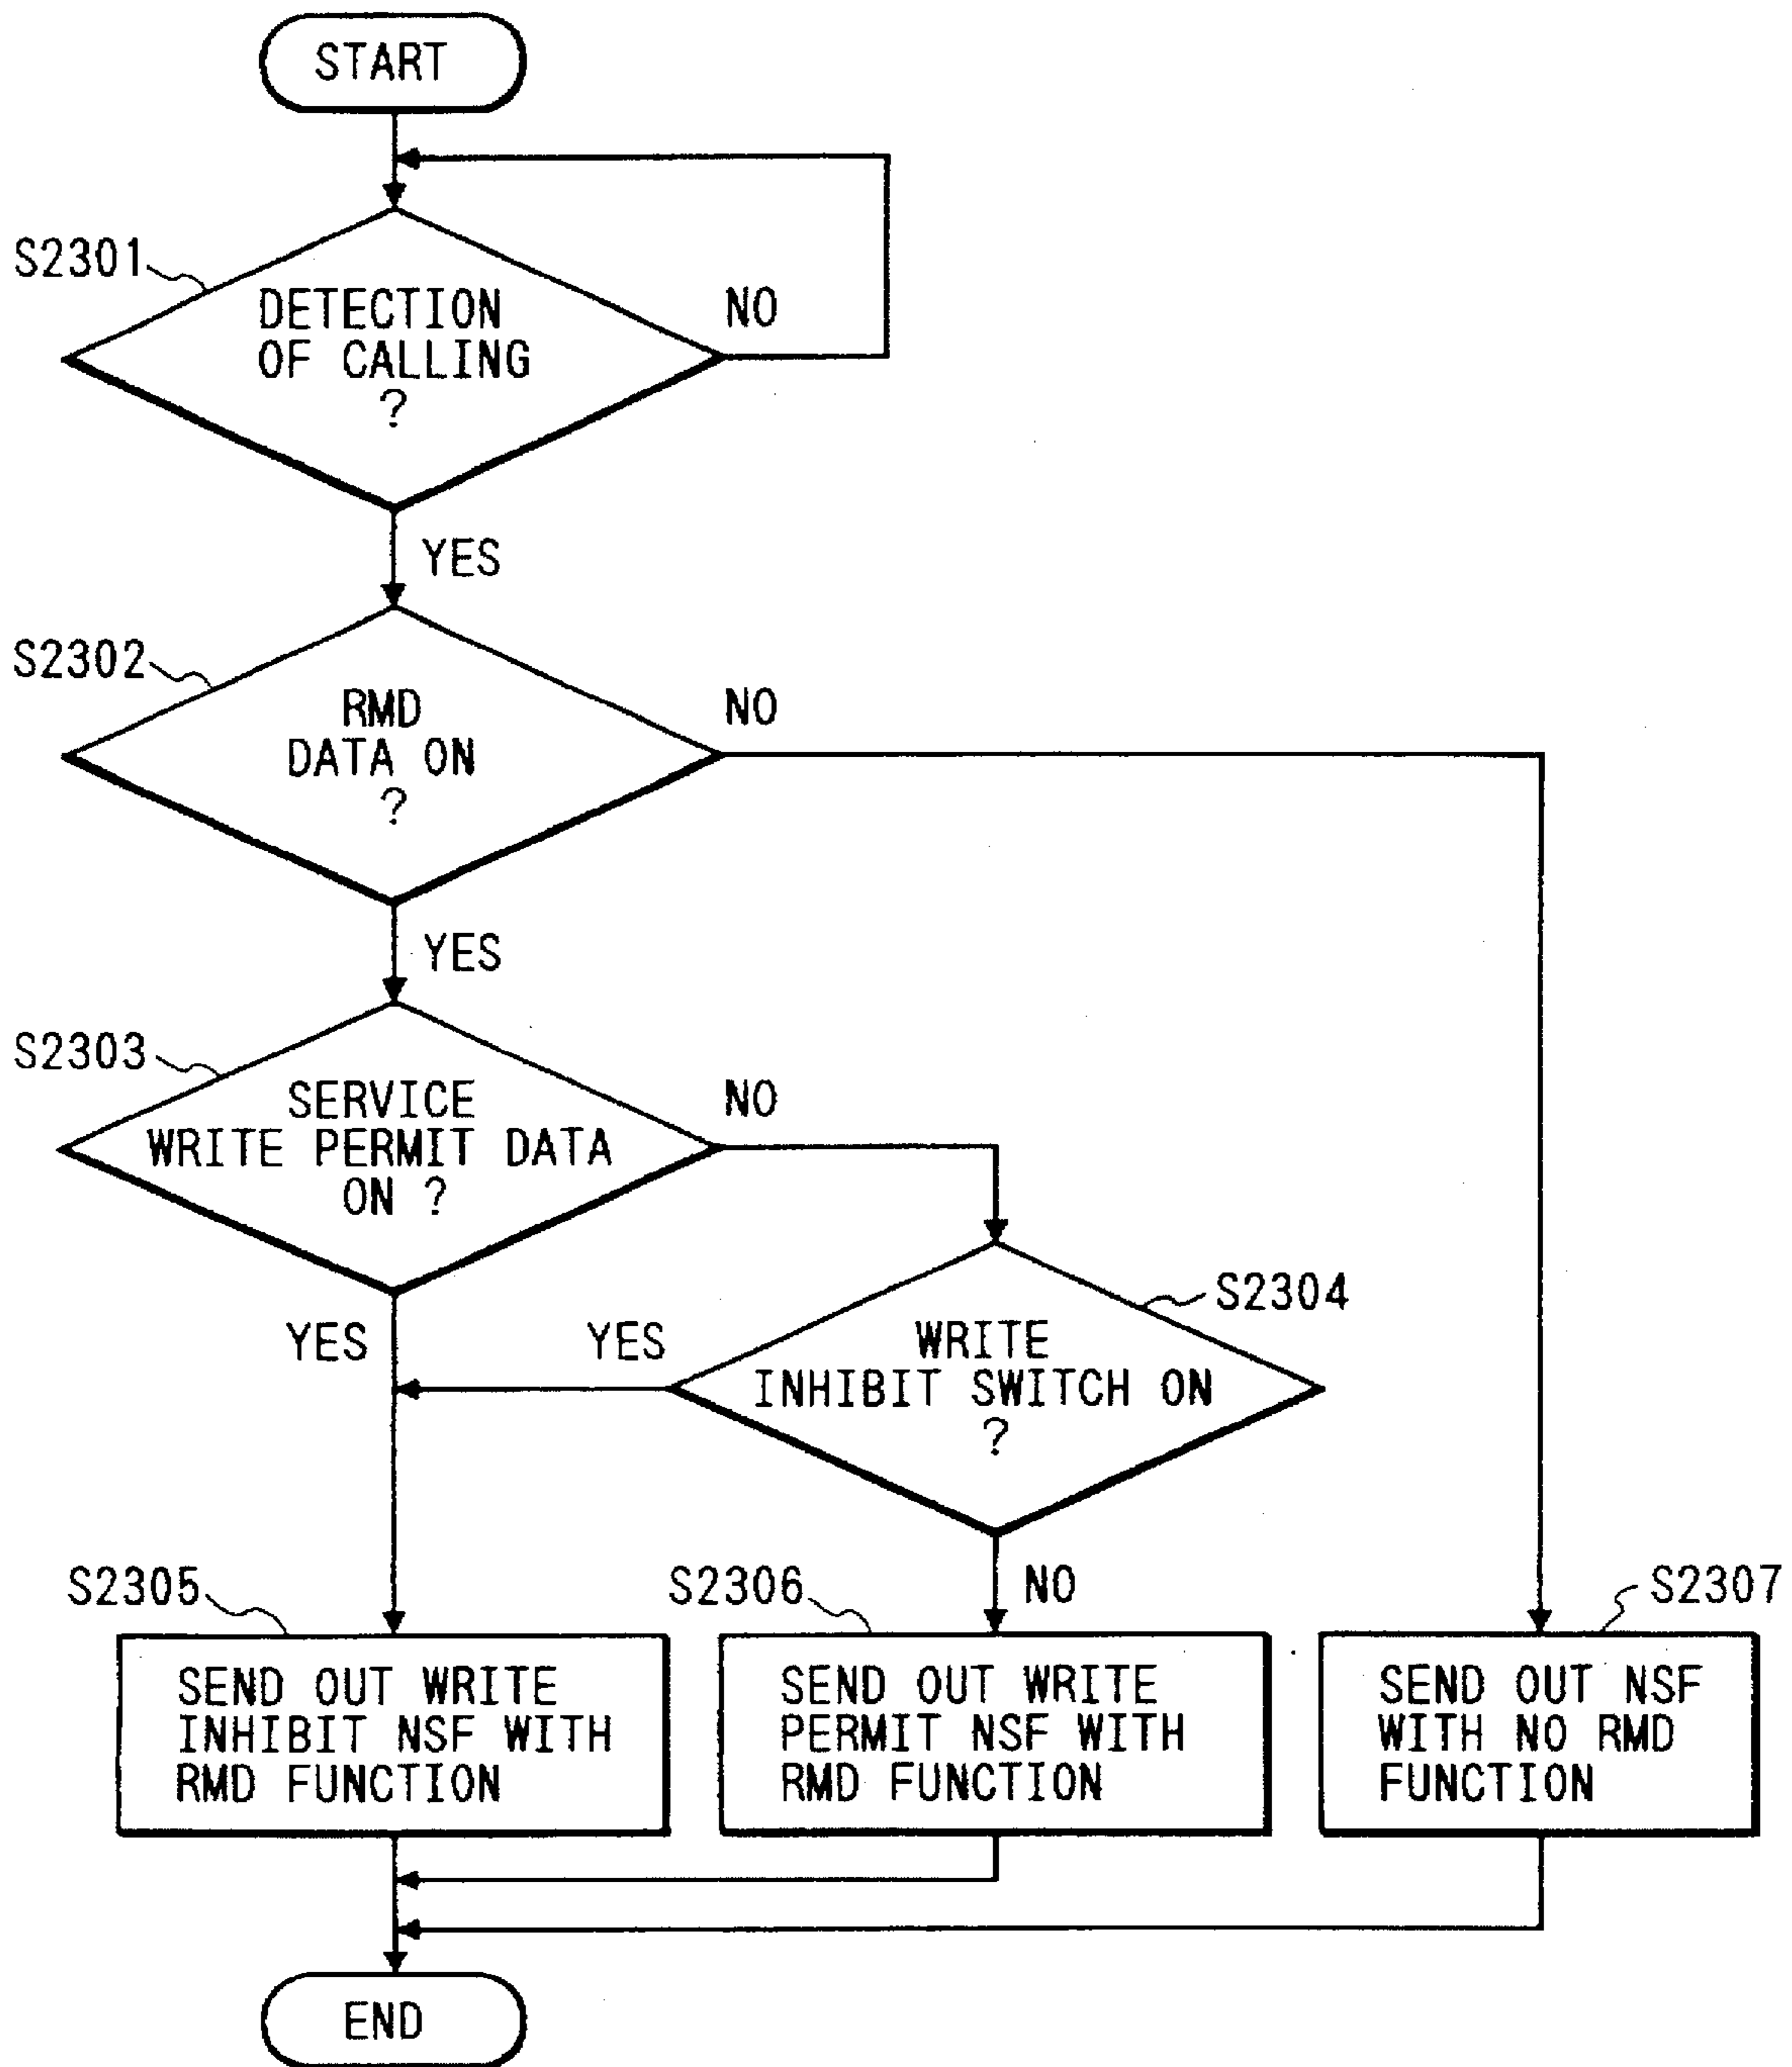 START
S2301
DETECTION
OF CALLING
?
NO
YES
S2302
RMD
DATA ON
?
NO
YES
S2303
SERVICE
WRITE PERMIT DATA
ON ?
NO
YES
S2304
WRITE
INHIBIT SWITCH ON
?
YES
NO
S2305
SEND OUT WRITE
INHIBIT NSF WITH
RMD FUNCTION
S2306
SEND OUT WRITE
PERMIT NSF WITH
RMD FUNCTION
S2307
SEND OUT NSF
WITH NO RMD
FUNCTION
END